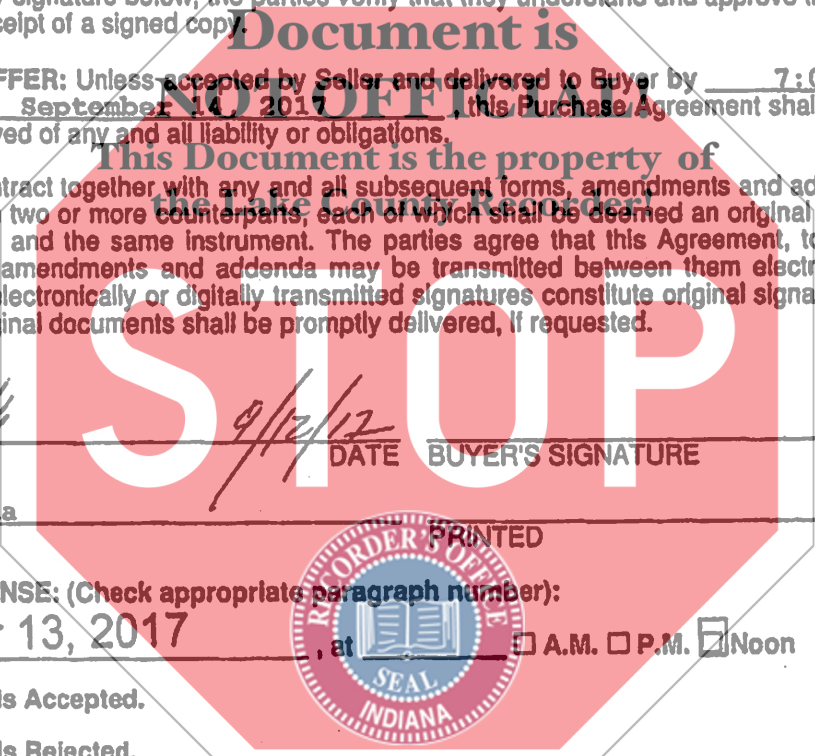 signature below, the parties verify that they understand and approve
ceipt of a signed copy.
Document is
FFER: Unless accepted by Seller and delivered to Buyer by 7:0
September 14 2017, this Purchase Agreement shal
NOT OFFICIAL!
ved of any and all liability or obligations.
This Document is the property of
tract together with any and all subsequent forms, amendments and ad
the Lake County Recorder!
two or more counterparts, each of which shall be deemed an original
and the same instrument. The parties agree that this Agreement, to
amendments and addenda may be transmitted between them electr
lectronically or digitally transmitted signatures constitute original signa
inal documents shall be promptly delivered, if requested.
STOP
9/12/17
DATE BUYER'S SIGNATURE
a
PRINTED
RECORDER'S OFFICE
NSE: (Check appropriate paragraph number):
13, 2017, at A.M. P.M. Noon
SEAL
INDIANA
Is Accepted.
Is Rejected.